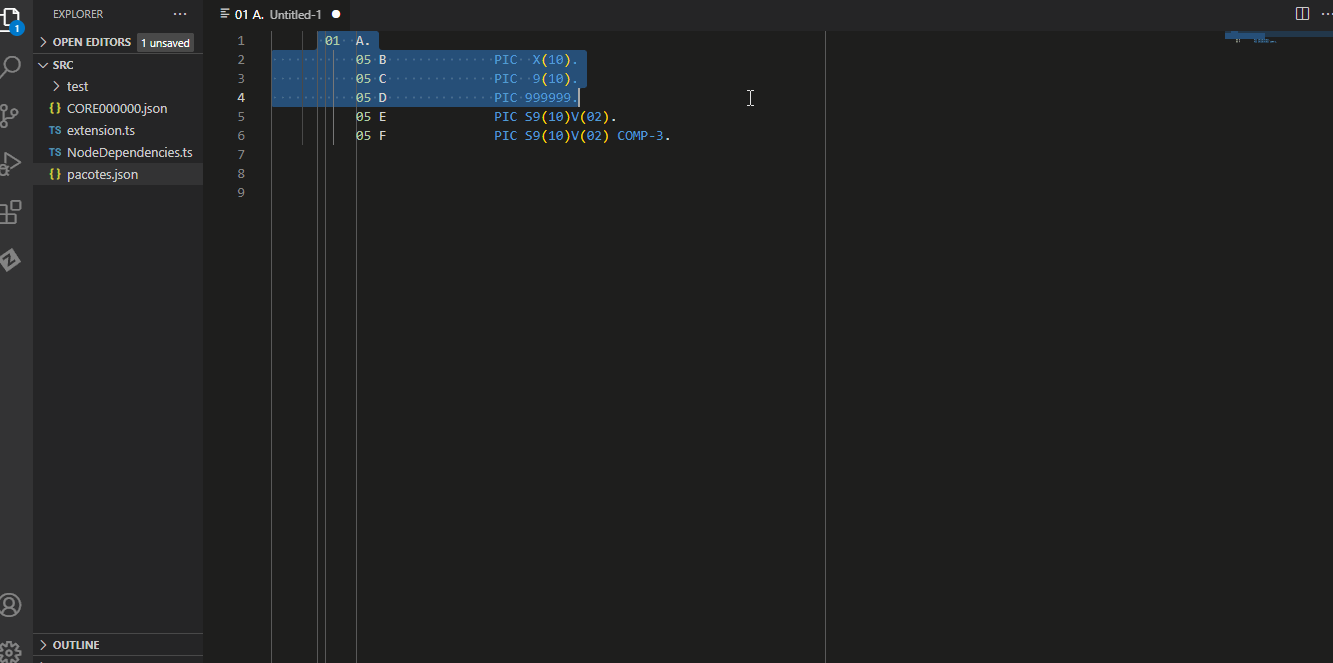 EXPLORER ···
01 A. Untitled-1 ●
1
OPEN EDITORS 1 unsaved
SRC
test
{} CORE000000.json
TS extension.ts
TS NodeDependencies.ts
{} pacotes.json
OUTLINE
1 01 A.
2 05 B PIC X(10).
3 05 C PIC 9(10).
4 05 D PIC 999999.
5 05 E PIC S9(10)V(02).
6 05 F PIC S9(10)V(02) COMP-3.
7
8
9